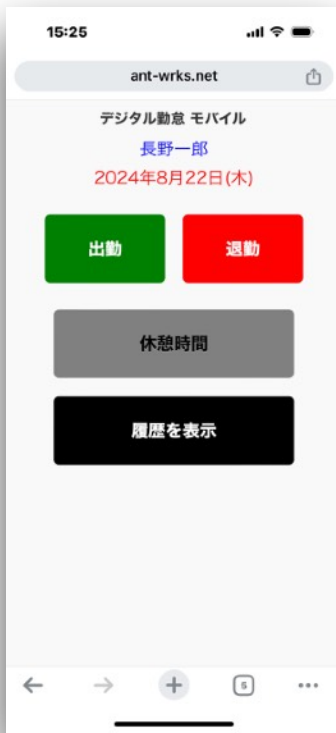 15:25
ant-wrks.net
デジタル勤怠 モバイル
長野一郎
2024年8月22日(木)
出勤
退勤
休憩時間
履歴を表示
5